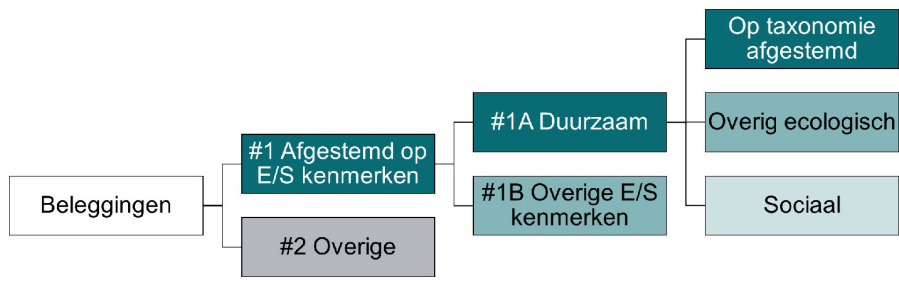 Beleggingen
#1 Afgestemd op
E/S kenmerken
#2 Overige
#1A Duurzaam
#1B Overige E/S
kenmerken
Op taxonomie
afgestemd
Overig ecologisch
Sociaal